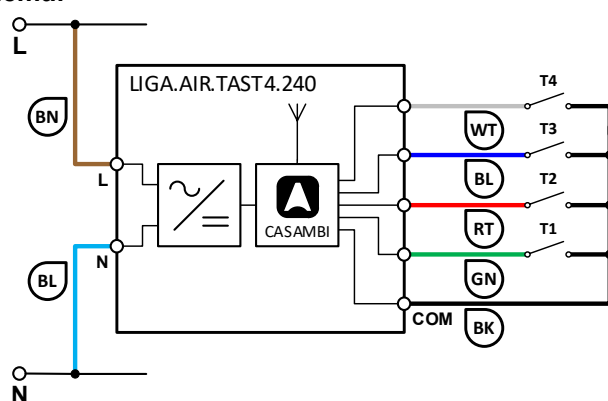 L
LIGA.AIR.TAST4.240
BN
L
CASAMBI
N
BL
N
T4
WT
T3
BL
T2
RT
T1
GN
COM
BK